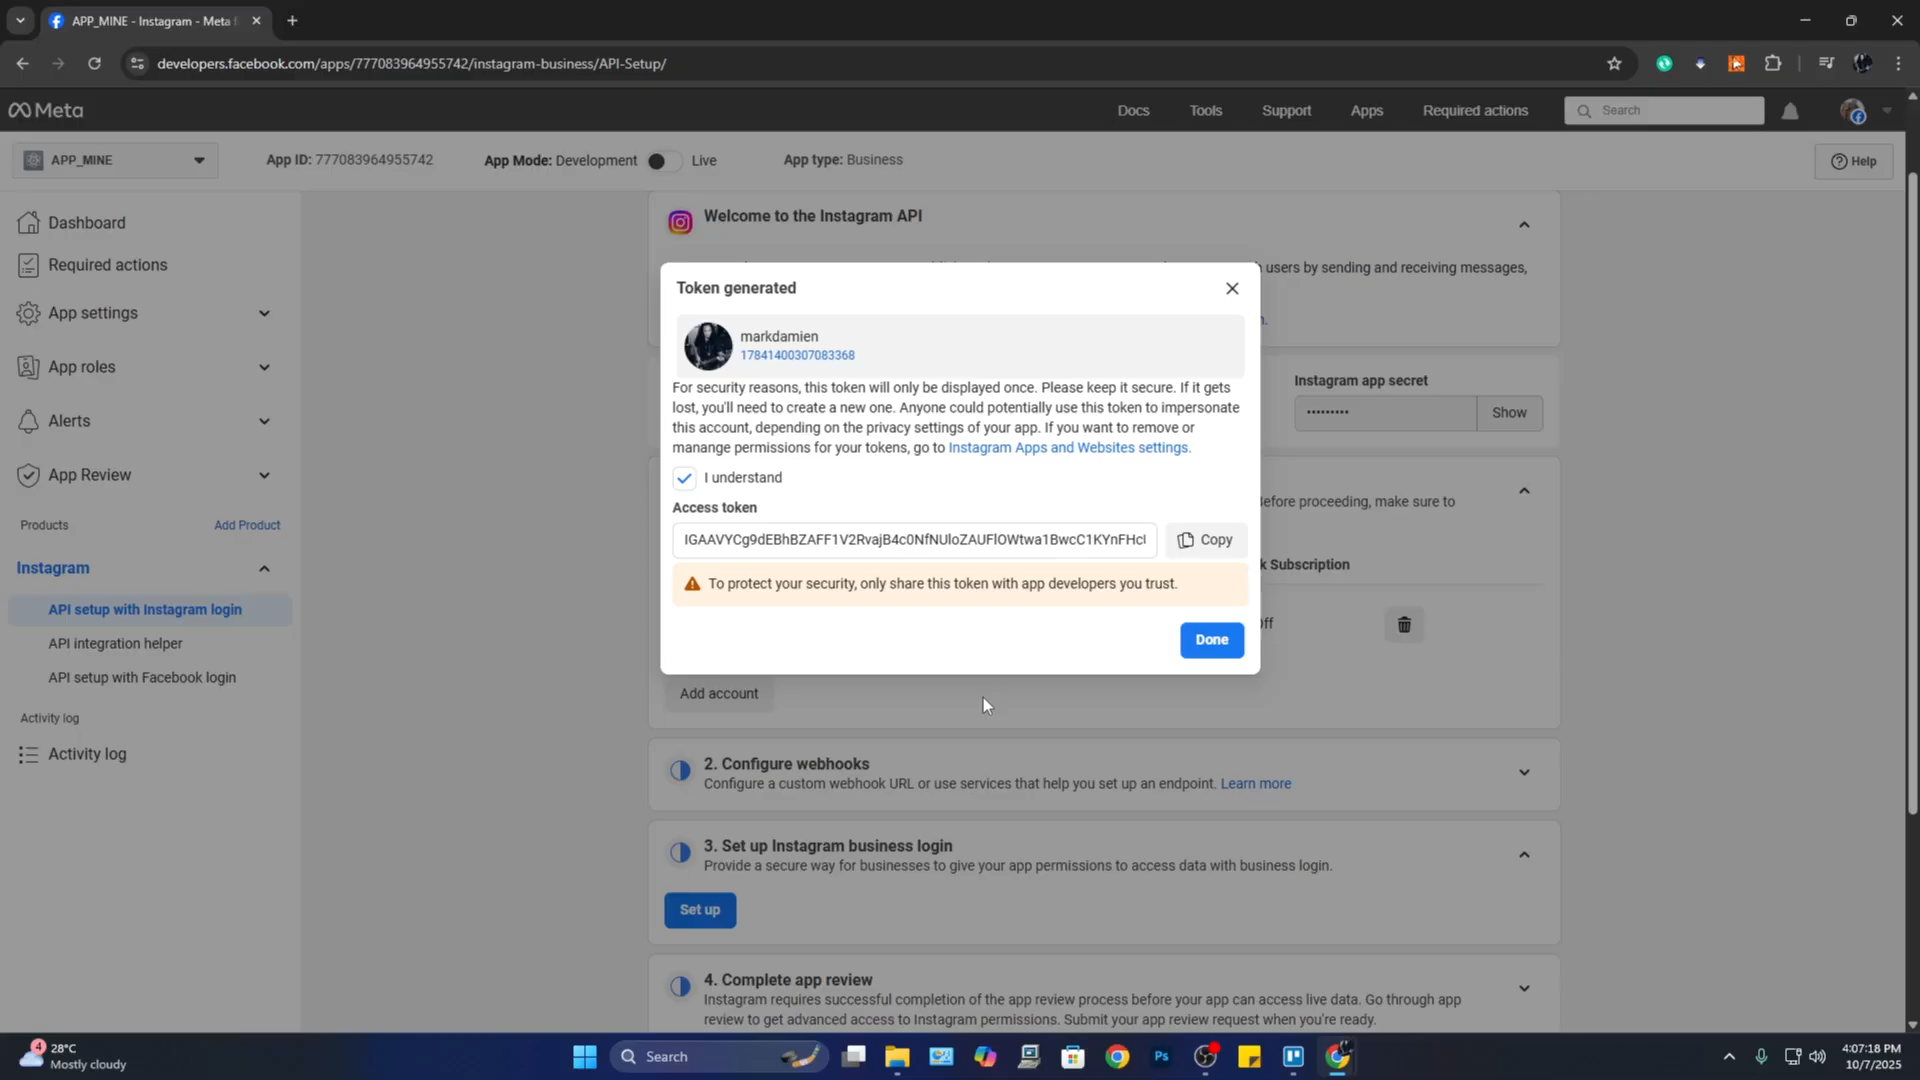 APP_MINE - Instagram - Meta f
developers.facebook.com/apps/777083964955742/instagram-business/API-Setup/
Meta
Docs
Tools
Support
Apps
Required actions
Search
APP_MINE
App ID: 777083964955742
App Mode: Development
Live
App type: Business
Help
Dashboard
Required actions
App settings
App roles
Alerts
App Review
Products
Add Product
Instagram
API setup with Instagram login
API integration helper
API setup with Facebook login
Activity log
Activity log
Welcome to the Instagram API
users by sending and receiving messages,
Instagram app secret
•••••••••
Show
Before proceeding, make sure to
k Subscription
Off
Token generated
markdamien
17841400307083368
For security reasons, this token will only be displayed once. Please keep it secure. If it gets
lost, you'll need to create a new one. Anyone could potentially use this token to impersonate
this account, depending on the privacy settings of your app. If you want to remove or
manange permissions for your tokens, go to Instagram Apps and Websites settings.
I understand
Access token
IGAAVYCg9dEBhBZAFF1V2RvajB4c0NfNUloZAUFlOWtwa1BwcC1KYnFHc
Copy
To protect your security, only share this token with app developers you trust.
Done
Add account
2. Configure webhooks
Configure a custom webhook URL or use services that help you set up an endpoint. Learn more
3. Set up Instagram business login
Provide a secure way for businesses to give your app permissions to access data with business login.
Set up
4. Complete app review
Instagram requires successful completion of the app review process before your app can access live data. Go through app
review to get advanced access to Instagram permissions. Submit your app review request when you're ready.
4
28°C
Mostly cloudy
Search
Ps
4:07:18 PM
10/7/2025